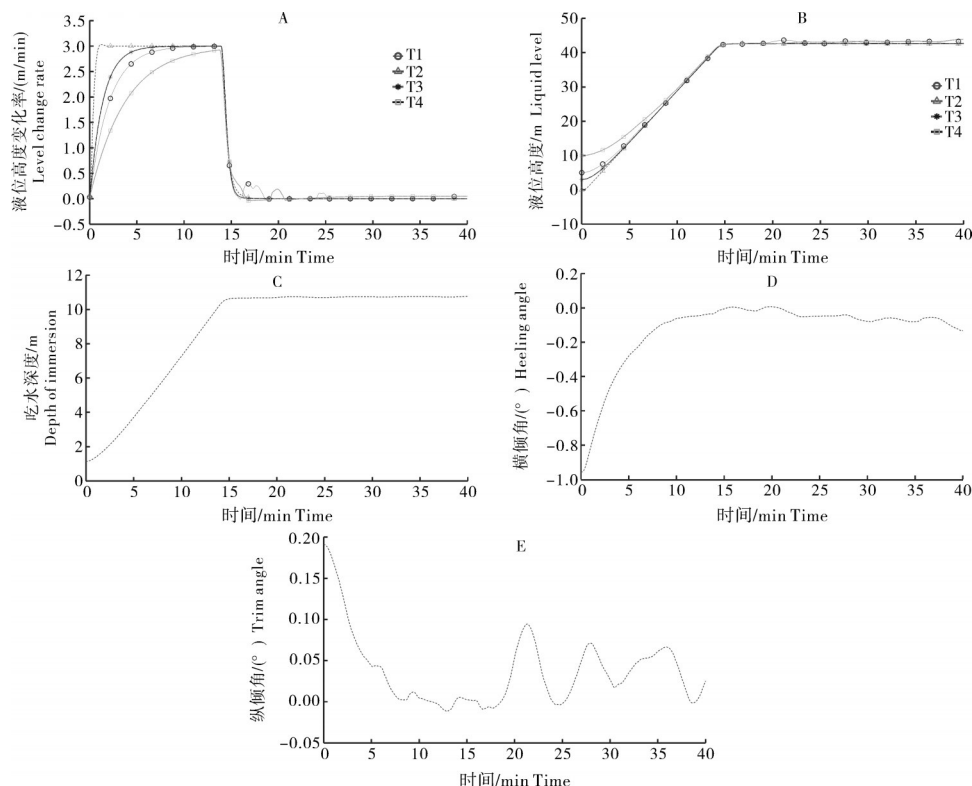 A
液位高度变化率/(m/min)
Level change rate
3.5
3.0
2.5
2.0
1.5
1.0
0.5
0.0
-0.5
T1
T2
T3
T4
0 5 10 15 20 25 30 35 40
时间/min Time
B
液位高度/m Liquid level
50
40
30
20
10
0
-10
T1
T2
T3
T4
0 5 10 15 20 25 30 35 40
时间/min Time
C
吃水深度/m
Depth of immersion
12
10
8
6
4
2
0
0 5 10 15 20 25 30 35 40
时间/min Time
D
横倾角/(° ) Heeling angle
0.2
0.0
-0.2
-0.4
-0.6
-0.8
-1.0
0 5 10 15 20 25 30 35 40
时间/min Time
E
纵倾角/(° ) Trim angle
0.20
0.15
0.10
0.05
0.00
-0.05
0 5 10 15 20 25 30 35 40
时间/min Time